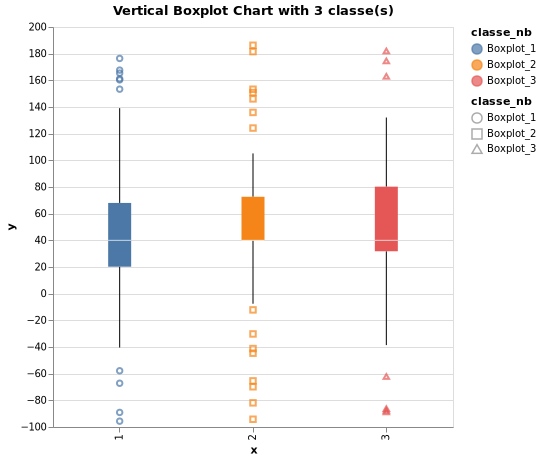 Vertical Boxplot Chart with 3 classe(s)
200
180
160
140
120
100
80
60
40
20
0
−20
−40
−60
−80
−100
y
1
2
3
x
classe_nb
Boxplot_1
Boxplot_2
Boxplot_3
classe_nb
Boxplot_1
Boxplot_2
Boxplot_3